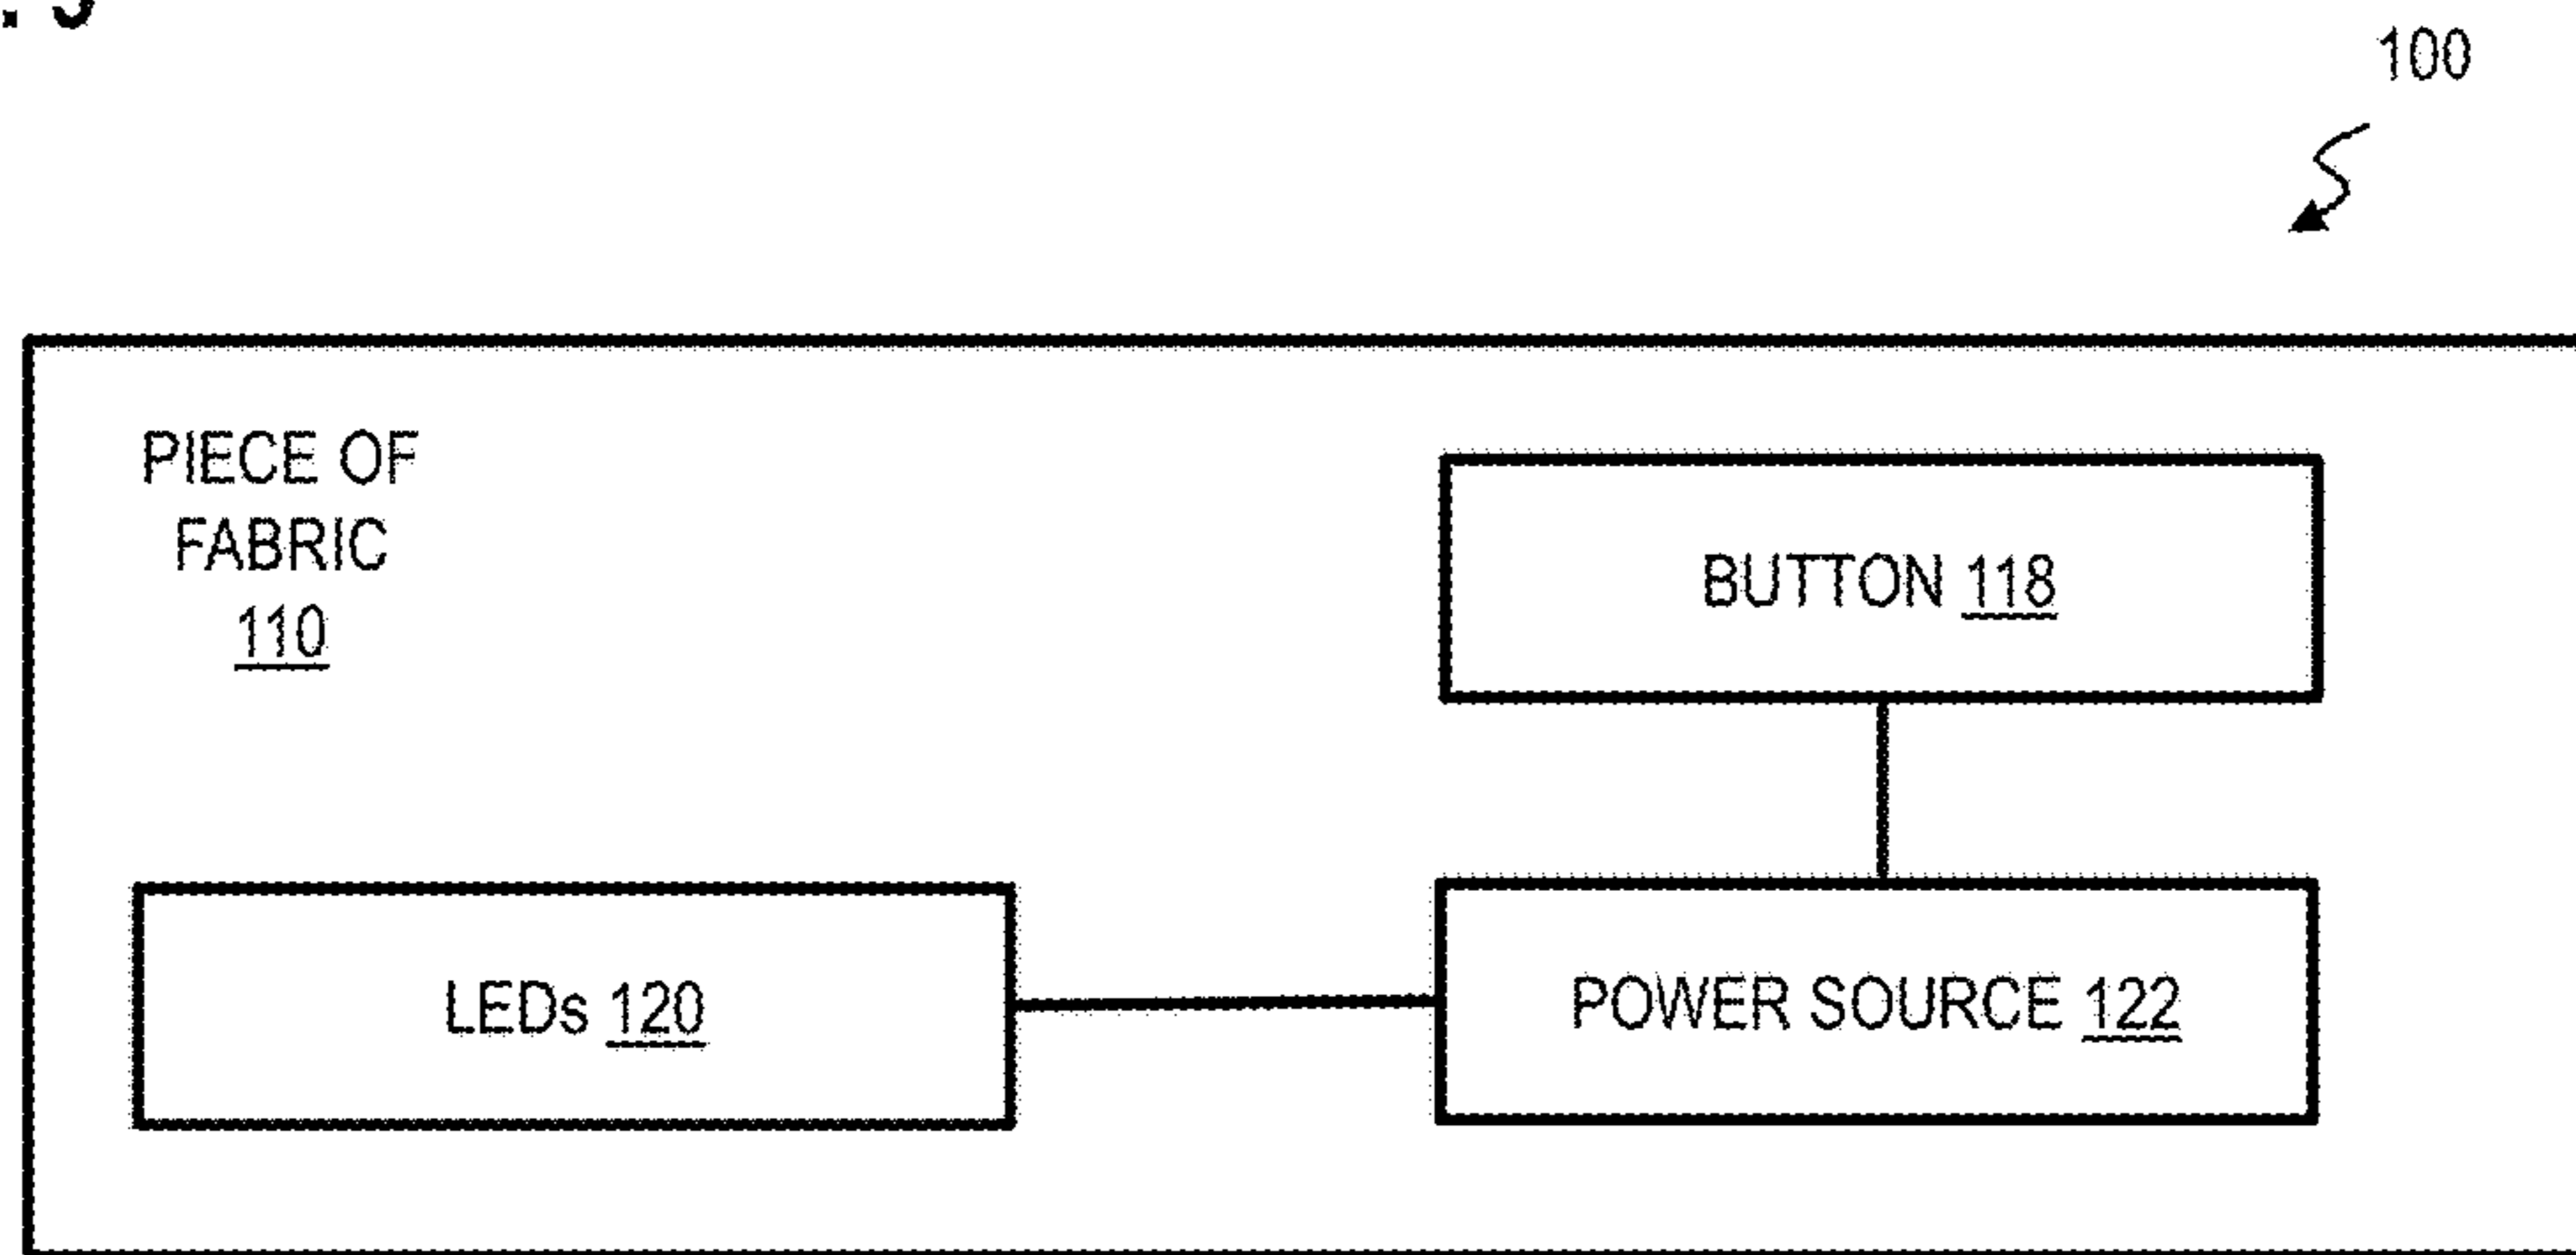 100
PIECE OF
FABRIC
110
BUTTON 118
LEDs 120
POWER SOURCE 122